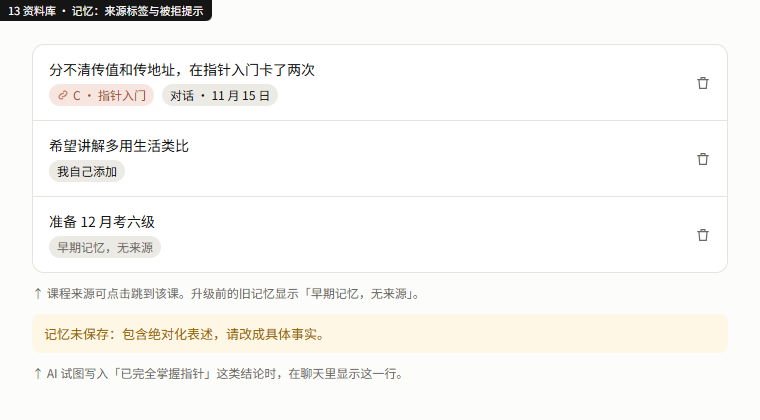 13 资料库 · 记忆：来源标签与被拒提示
分不清传值和传地址，在指针入门卡了两次
C · 指针入门 对话 · 11 月 15 日
希望讲解多用生活类比
我自己添加
准备 12 月考六级
早期记忆，无来源
↑ 课程来源可点击跳到该课。升级前的旧记忆显示「早期记忆，无来源」。
记忆未保存：包含绝对化表述，请改成具体事实。
↑ AI 试图写入「已完全掌握指针」这类结论时，在聊天里显示这一行。